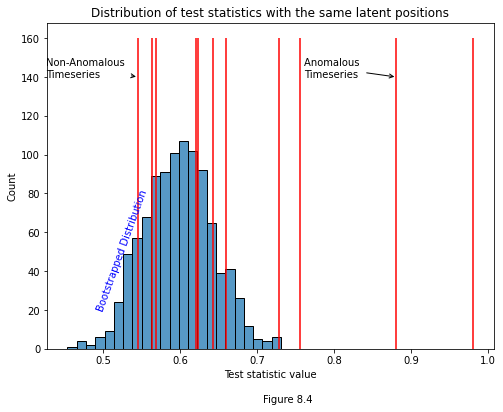 Distribution of test statistics with the same latent positions
160
140
120
100
80
60
40
20
0
Count
Non-Anomalous
Timeseries
Anomalous
Timeseries
Bootstrapped Distribution
0.5 0.6 0.7 0.8 0.9 1.0
Test statistic value
Figure 8.4